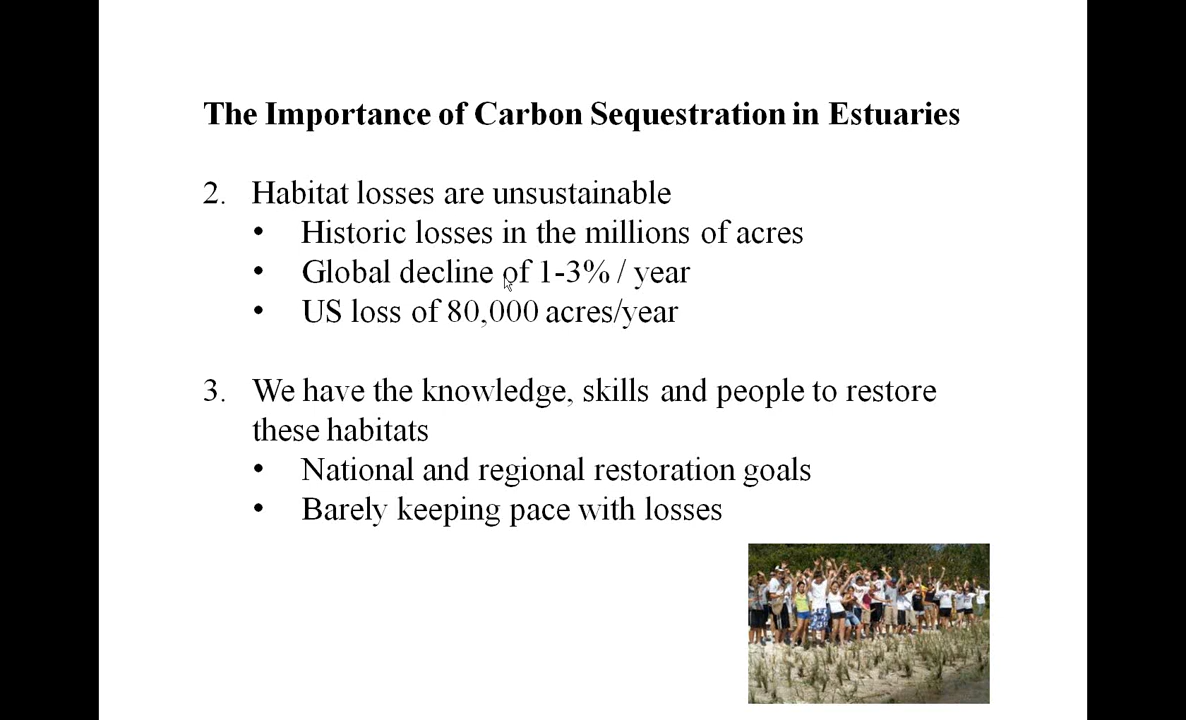 The Importance of Carbon Sequestration in Estuaries
2. Habitat losses are unsustainable
• Historic losses in the millions of acres
• Global decline of 1-3% / year
• US loss of 80,000 acres/year
3. We have the knowledge, skills and people to restore
these habitats
• National and regional restoration goals
• Barely keeping pace with losses